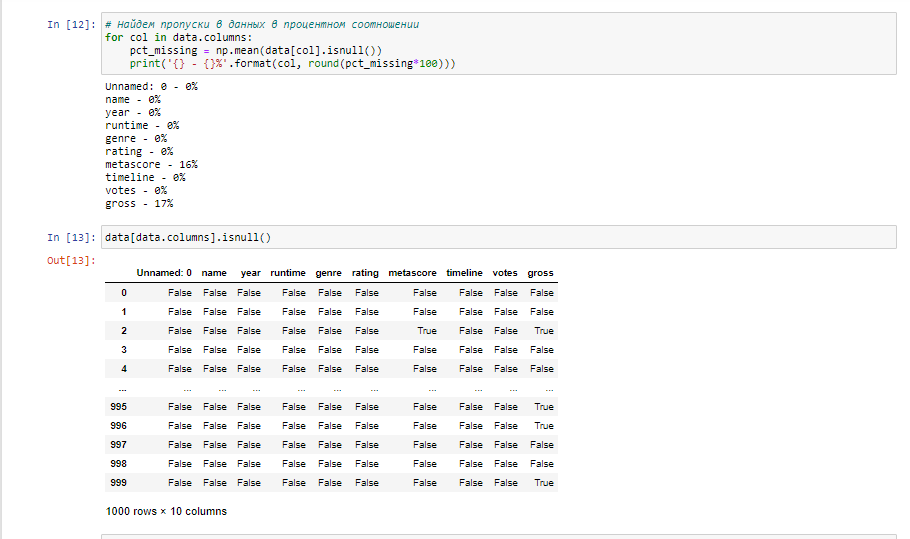 In [12]: # Найдем пропуски в данных в процентном соотношении
for col in data.columns:
    pct_missing = np.mean(data[col].isnull())
    print('{} - {}%'.format(col, round(pct_missing*100)))
Unnamed: 0 - 0%
name - 0%
year - 0%
runtime - 0%
genre - 0%
rating - 0%
metascore - 16%
timeline - 0%
votes - 0%
gross - 17%
In [13]: data[data.columns].isnull()
Out[13]:
Unnamed: 0 name year runtime genre rating metascore timeline votes gross
0 False False False False False False False False False False
1 False False False False False False False False False False
2 False False False False False False True False False True
3 False False False False False False False False False False
4 False False False False False False False False False False
... ... ... ... ... ... ... ... ... ... ...
995 False False False False False False False False False True
996 False False False False False False False False False True
997 False False False False False False False False False False
998 False False False False False False False False False False
999 False False False False False False False False False True
1000 rows × 10 columns